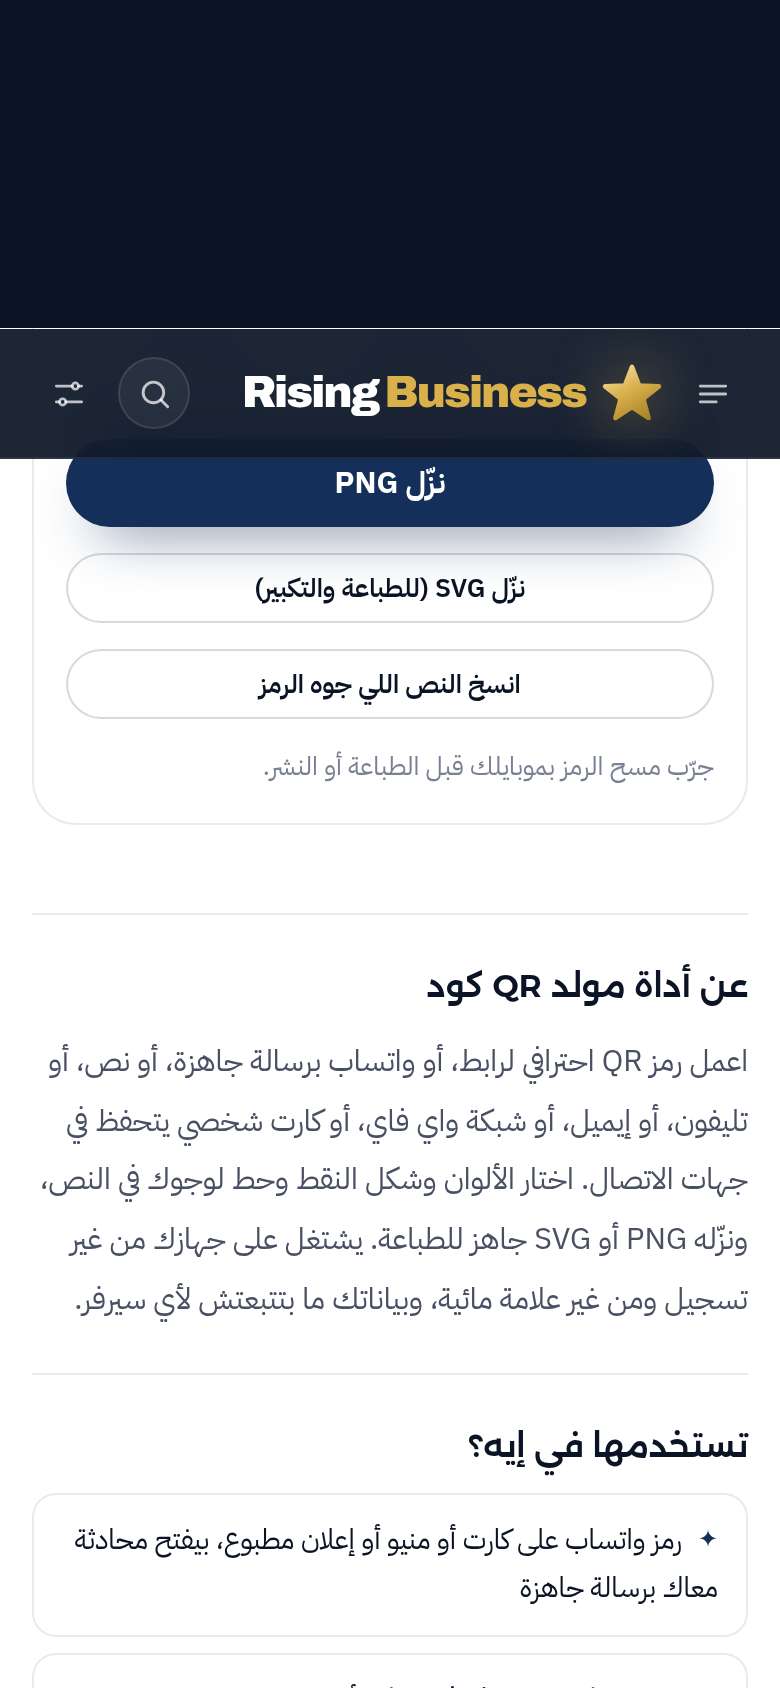 Rising Business
نزّل PNG
نزّل SVG (للطباعة والتكبير)
انسخ النص اللي جوه الرمز
جرّب مسح الرمز بموبايلك قبل الطباعة أو النشر.
عن أداة مولد QR كود
اعمل رمز QR احترافي لرابط، أو واتساب برسالة جاهزة، أو نص، أو
تليفون، أو إيميل، أو شبكة واي فاي، أو كارت شخصي يتحفظ في
جهات الاتصال. اختار الألوان وشكل النقط وحط لوجوك في النص،
ونزّله PNG أو SVG جاهز للطباعة. يشتغل على جهازك من غير
تسجيل ومن غير علامة مائية، وبياناتك ما بتتبعتش لأي سيرفر.
تستخدمها في إيه؟
رمز واتساب على كارت أو منيو أو إعلان مطبوع، بيفتح محادثة
معاك برسالة جاهزة